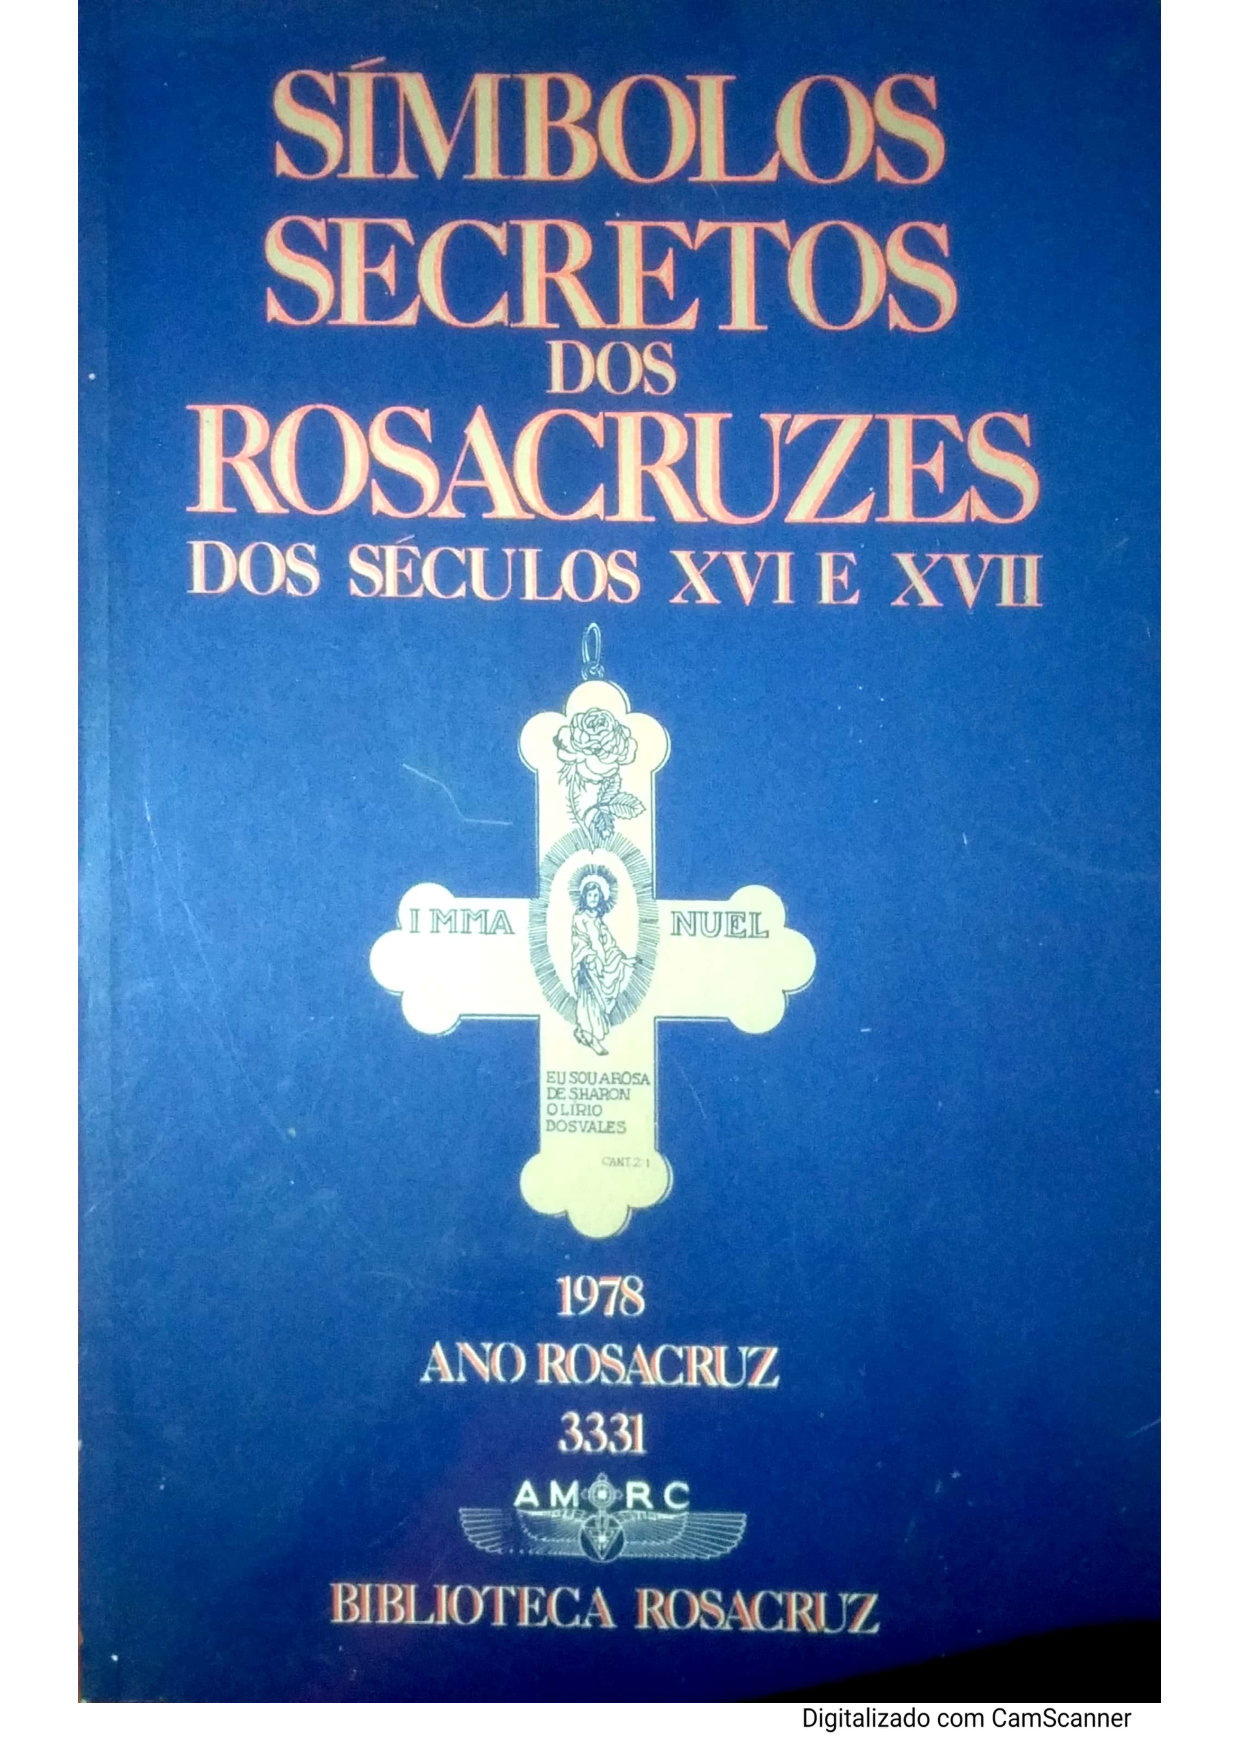 SÍMBOLOS
SECRETOS
DOS
ROSACRUZES
DOS SÉCULOS XVI E XVII
IMMA NUEL
EU SOU A ROSA
DE SHARON
O LÍRIO
DOS VALES
CANT. 2:1
1978
ANO ROSACRUZ
3331
AMORC
BIBLIOTECA ROSACRUZ
Digitalizado com CamScanner